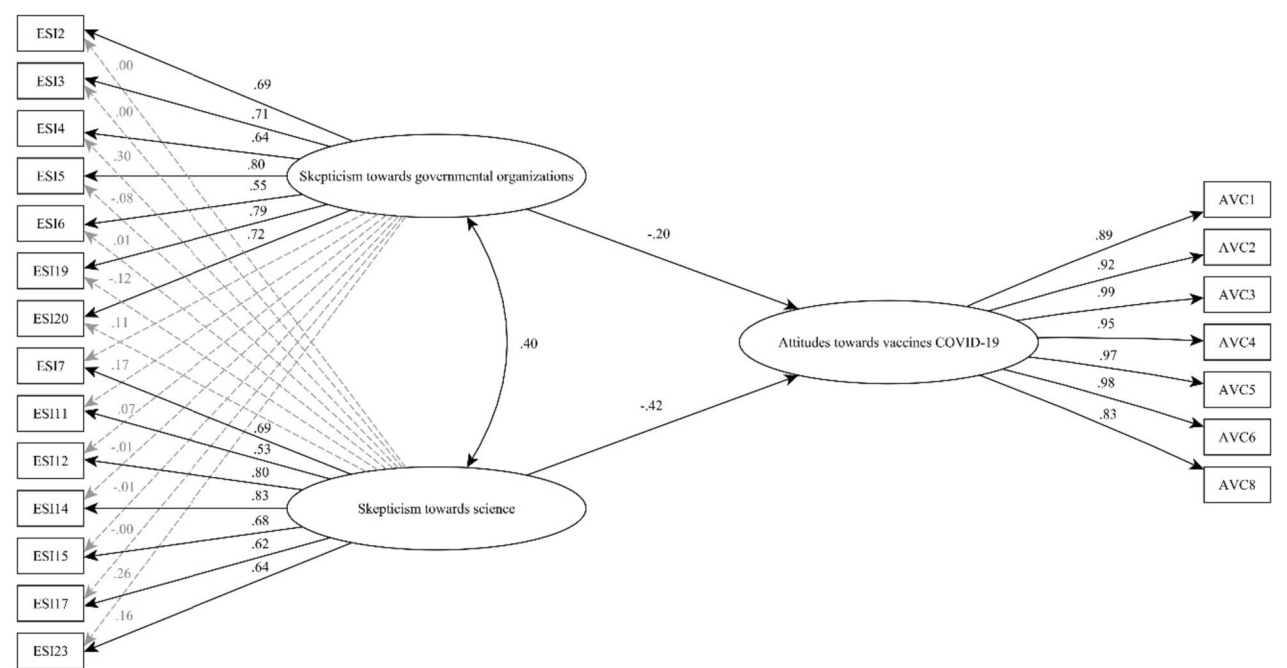 ESI2
.00
.69
ESI3
.00
.71
ESI4
.64
.30
ESI5
.80
Skepticism towards governmental organizations
-.08
.55
ESI6
.79
.01
.72
ESI19
-.12
ESI20
.11
ESI7
.17
ESI11
.07
.69
-.01
.53
ESI12
.80
-.01
.83
ESI14
Skepticism towards science
-.00
.68
ESI15
.62
.26
.64
ESI17
.16
ESI23
-.20
.40
-.42
Attitudes towards vaccines COVID-19
.89
AVC1
.92
AVC2
.99
AVC3
.95
AVC4
.97
AVC5
.98
AVC6
.83
AVC8